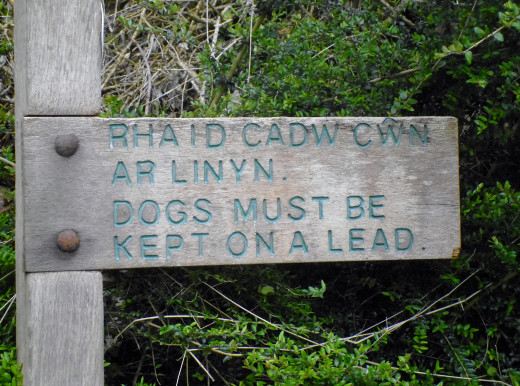 RHAID CADW CŴN
AR LINYN.
DOGS MUST BE
KEPT ON A LEAD.